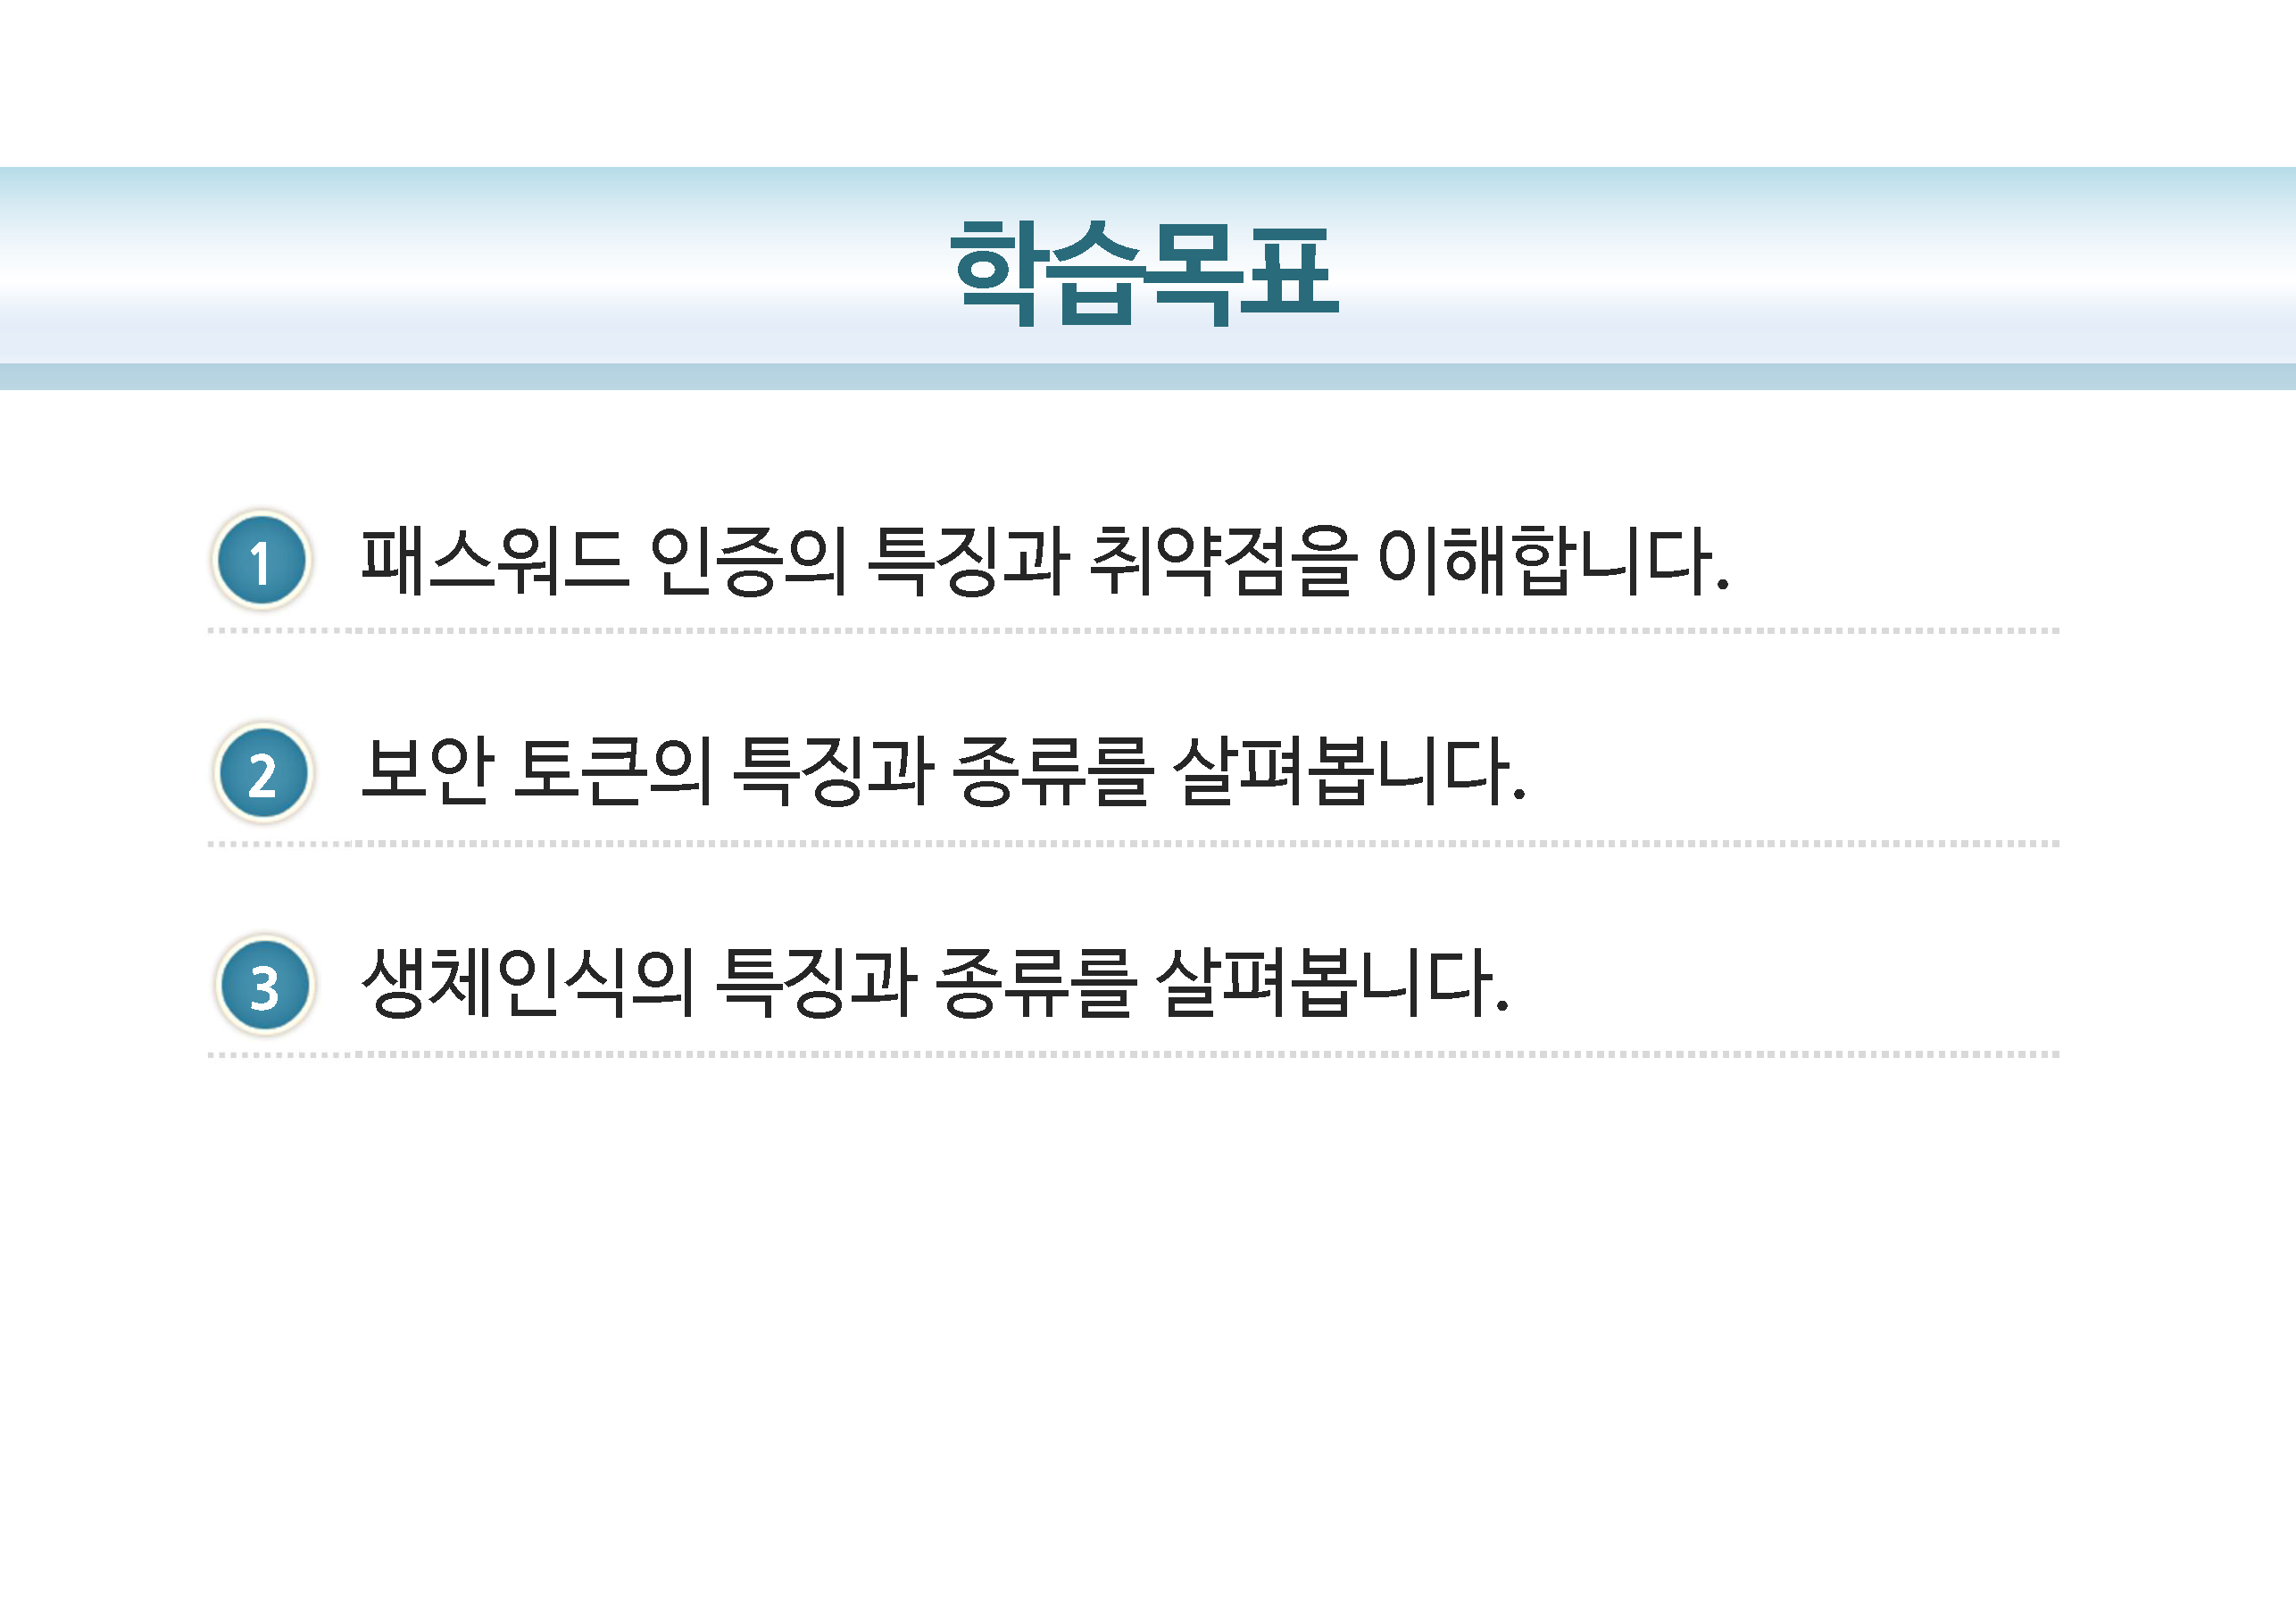 학습목표
1 패스워드 인증의 특징과 취약점을 이해합니다.
2 보안 토큰의 특징과 종류를 살펴봅니다.
3 생체인식의 특징과 종류를 살펴봅니다.